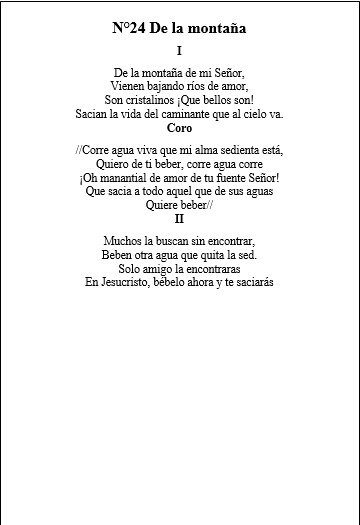 N°24 De la montaña
I
De la montaña de mi Señor,
Vienen bajando ríos de amor,
Son cristalinos ¡Que bellos son!
Sacian la vida del caminante que al cielo va.
Coro
//Corre agua viva que mi alma sedienta está,
Quiero de ti beber, corre agua corre
¡Oh manantial de amor de tu fuente Señor!
Que sacia a todo aquel que de sus aguas
Quiere beber//
II
Muchos la buscan sin encontrar,
Beben otra agua que quita la sed.
Solo amigo la encontraras
En Jesucristo, bébelo ahora y te saciarás